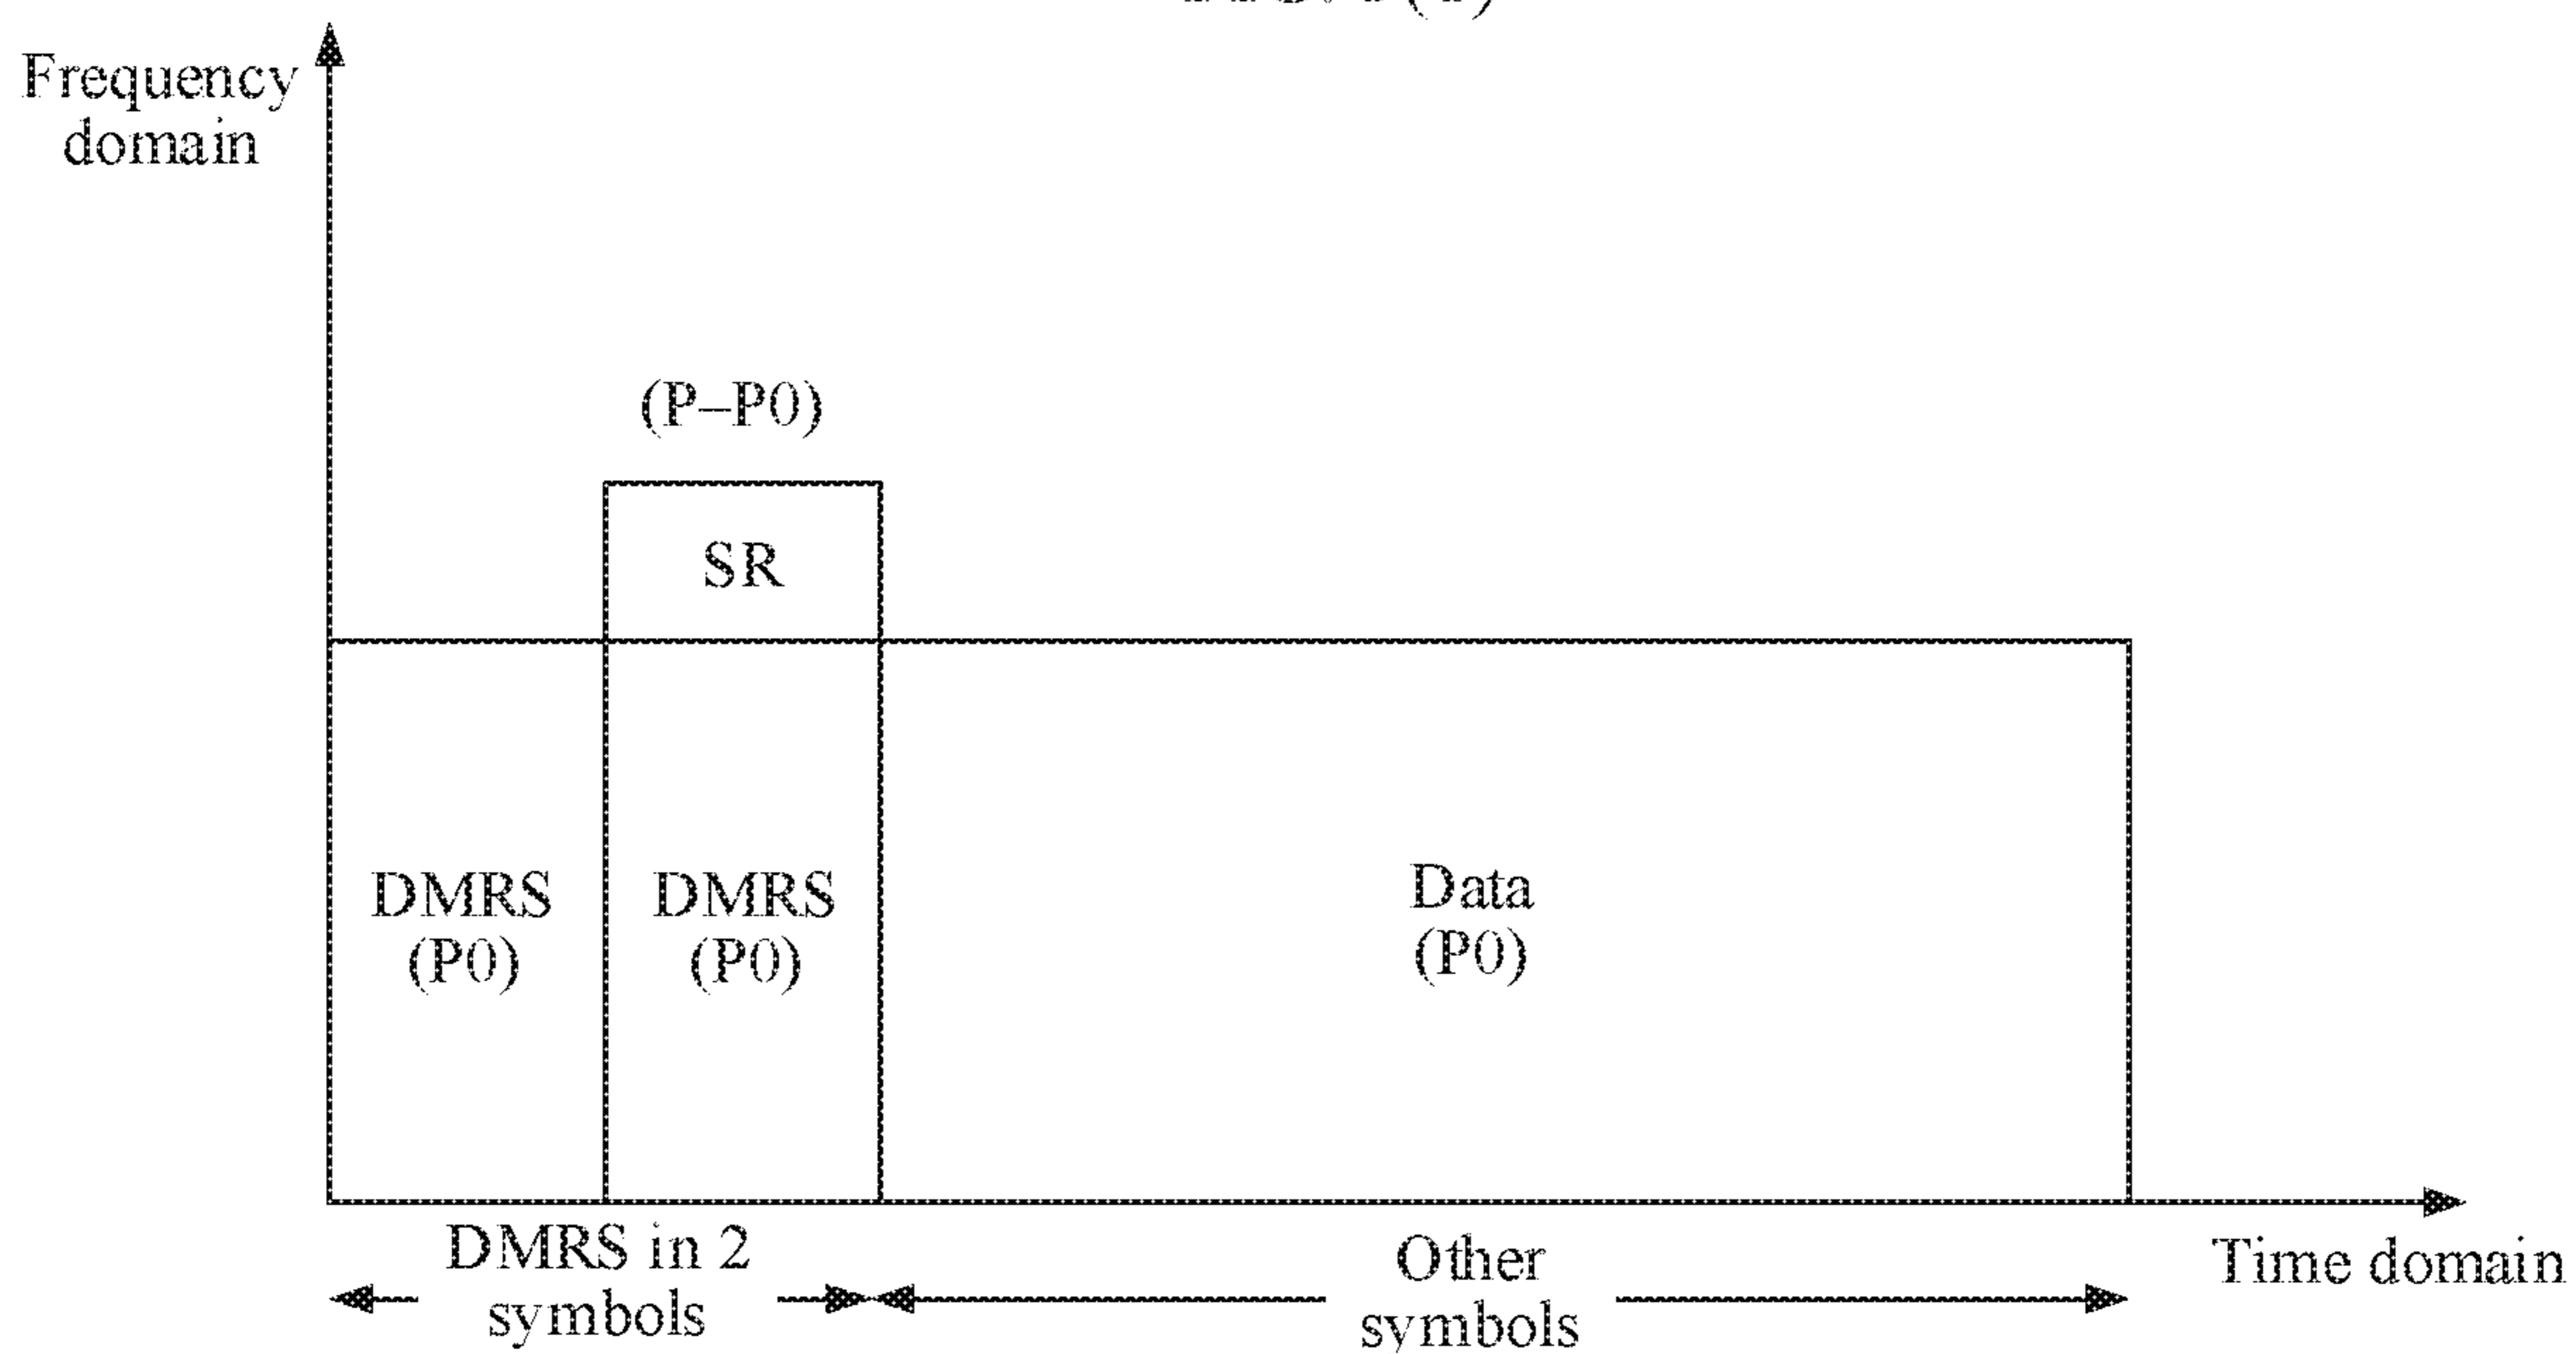 Frequency
domain
(P–P0)
SR
DMRS
(P0)
DMRS
(P0)
Data
(P0)
DMRS in 2
symbols
Other
symbols
Time domain